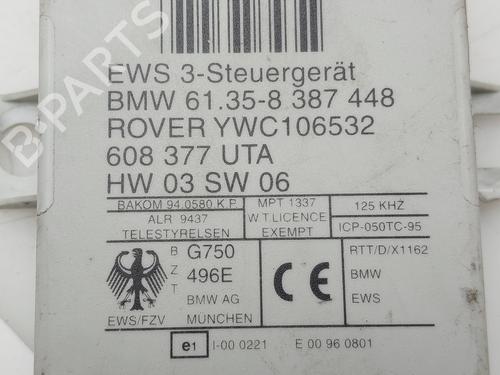 EWS 3-Steuergerät
BMW 61.35-8 387 448
ROVER YWC106532
608 377 UTA
HW 03 SW 06
BAKOM 94.0580.K.P
ALR 9437
TELESTYRELSEN
MPT 1337
W.T.LICENCE
EXEMPT
125 KHZ
ICP-050TC-95
EWS/FZV
B
Z
T
G750
496E
BMW AG
MÜNCHEN
CE
RTT/D/X1162
BMW
EWS
e1
I-00 0221
E 00 96 0801
B-PARTS